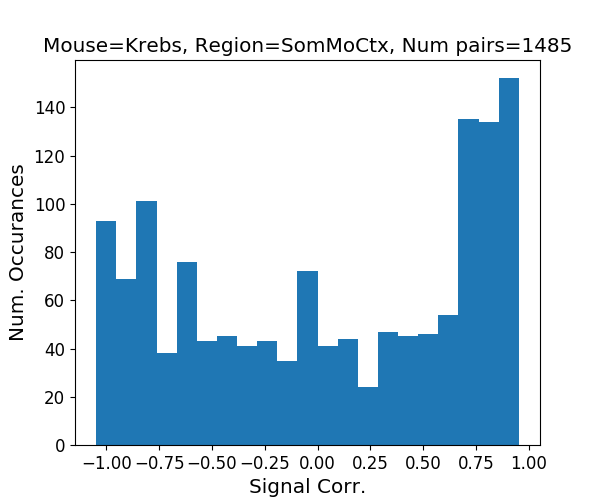 Mouse=Krebs, Region=SomMoCtx, Num pairs=1485
Num. Occurances
140
120
100
80
60
40
20
0
−1.00 −0.75 −0.50 −0.25 0.00 0.25 0.50 0.75 1.00
Signal Corr.